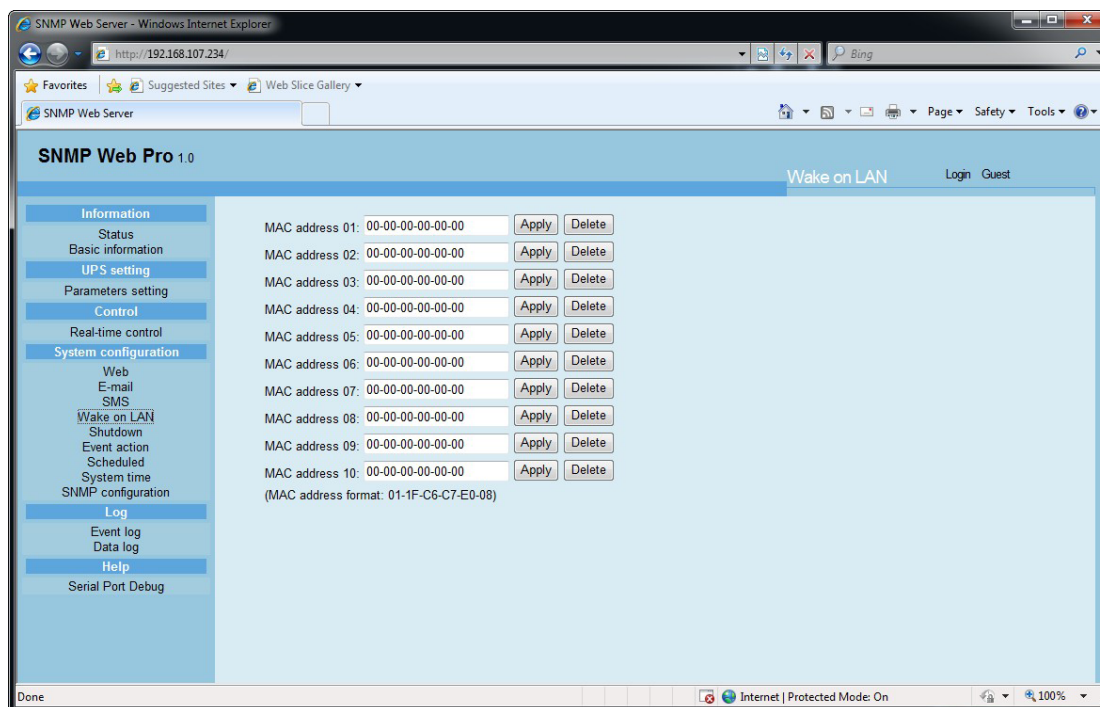 SNMP Web Server - Windows Internet Explorer
http://192.168.107.234/
Bing
Favorites Suggested Sites Web Slice Gallery
SNMP Web Server
Page Safety Tools
SNMP Web Pro 1.0
Wake on LAN
Login Guest
Information
Status
Basic information
UPS setting
Parameters setting
Control
Real-time control
System configuration
Web
E-mail
SMS
Wake on LAN
Shutdown
Event action
Scheduled
System time
SNMP configuration
Log
Event log
Data log
Help
Serial Port Debug
MAC address 01: 00-00-00-00-00-00 Apply Delete
MAC address 02: 00-00-00-00-00-00 Apply Delete
MAC address 03: 00-00-00-00-00-00 Apply Delete
MAC address 04: 00-00-00-00-00-00 Apply Delete
MAC address 05: 00-00-00-00-00-00 Apply Delete
MAC address 06: 00-00-00-00-00-00 Apply Delete
MAC address 07: 00-00-00-00-00-00 Apply Delete
MAC address 08: 00-00-00-00-00-00 Apply Delete
MAC address 09: 00-00-00-00-00-00 Apply Delete
MAC address 10: 00-00-00-00-00-00 Apply Delete
(MAC address format: 01-1F-C6-C7-E0-08)
Done
Internet | Protected Mode: On
100%